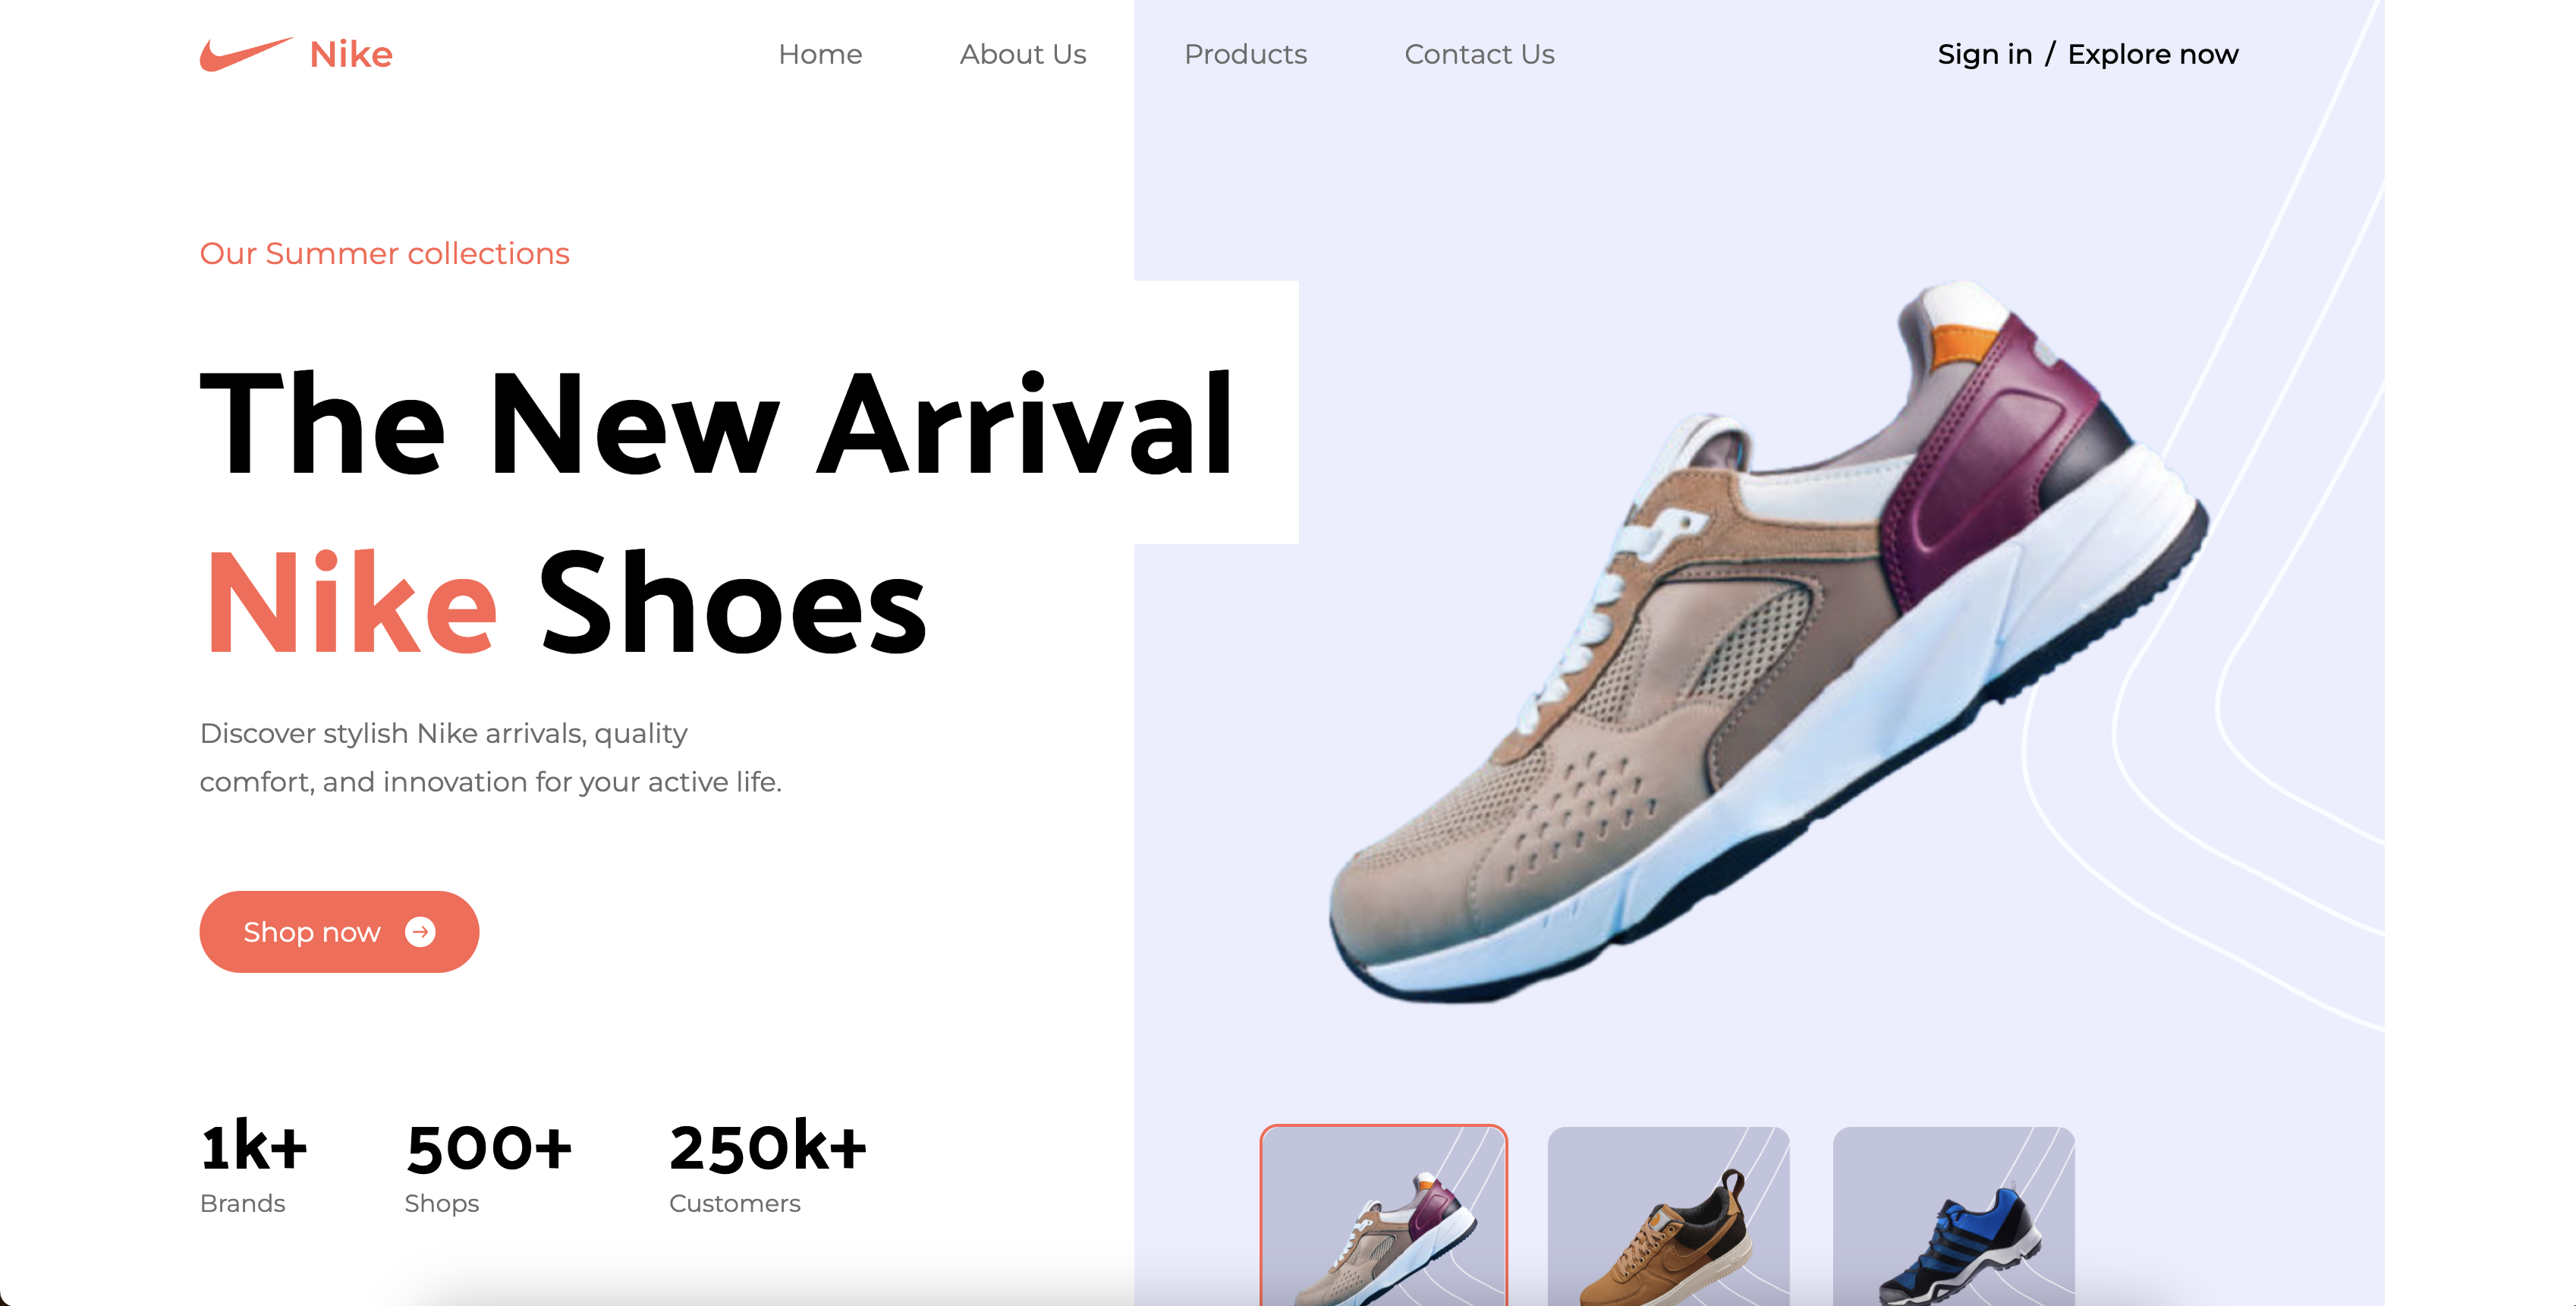 Nike
Home
About Us
Products
Contact Us
Sign in / Explore now
Our Summer collections
The New Arrival
Nike Shoes
Discover stylish Nike arrivals, quality
comfort, and innovation for your active life.
Shop now
1k+
Brands
500+
Shops
250k+
Customers